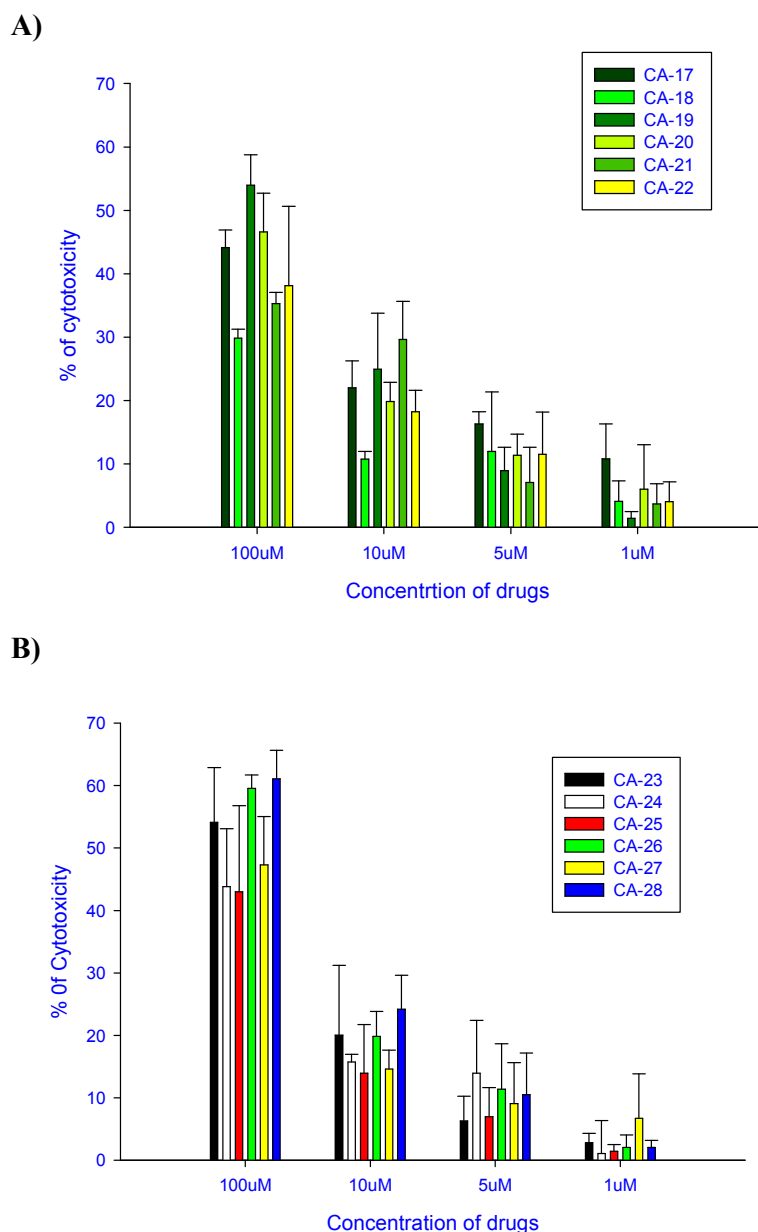 A)
70
60
50
40
30
20
10
0
% of cytotoxicity
CA-17
CA-18
CA-19
CA-20
CA-21
CA-22
100uM 10uM 5uM 1uM
Concentrtion of drugs
B)
70
60
50
40
30
20
10
0
% 0f Cytotoxicity
CA-23
CA-24
CA-25
CA-26
CA-27
CA-28
100uM 10uM 5uM 1uM
Concentration of drugs